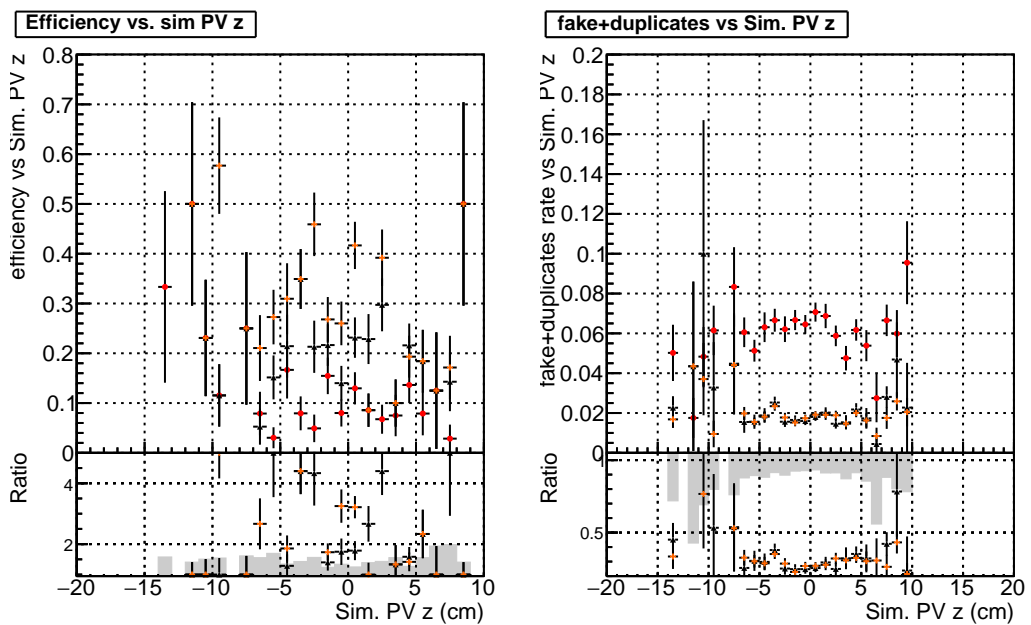 Efficiency vs. sim PV z
efficiency vs Sim. PV z
0.8
0.7
0.6
0.5
0.4
0.3
0.2
0.1
0
Ratio
4
2
−20 −15 −10 −5 0 5 10
Sim. PV z (cm)
fake+duplicates vs Sim. PV z
fake+duplicates rate vs Sim. PV z
0.2
0.18
0.16
0.14
0.12
0.1
0.08
0.06
0.04
0.02
0
Ratio
0.5
−20 −15 −10 −5 0 5 10 15 20
Sim. PV z (cm)